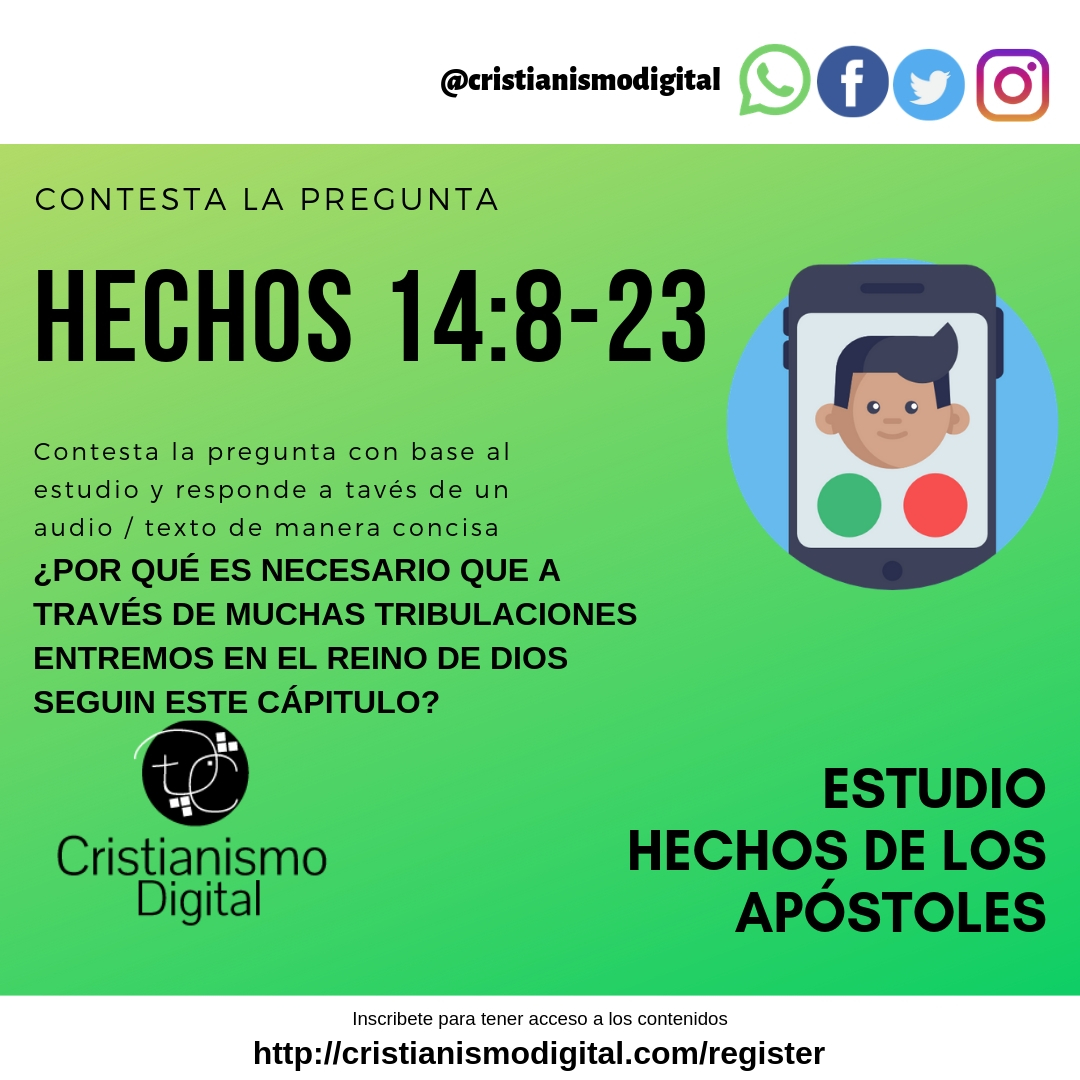 @cristianismodigital
CONTESTA LA PREGUNTA
HECHOS 14:8-23
Contesta la pregunta con base al
estudio y responde a tavés de un
audio / texto de manera concisa
¿POR QUÉ ES NECESARIO QUE A
TRAVÉS DE MUCHAS TRIBULACIONES
ENTREMOS EN EL REINO DE DIOS
SEGUIN ESTE CÁPITULO?
Cristianismo
Digital
ESTUDIO
HECHOS DE LOS
APÓSTOLES
Inscribete para tener acceso a los contenidos
http://cristianismodigital.com/register